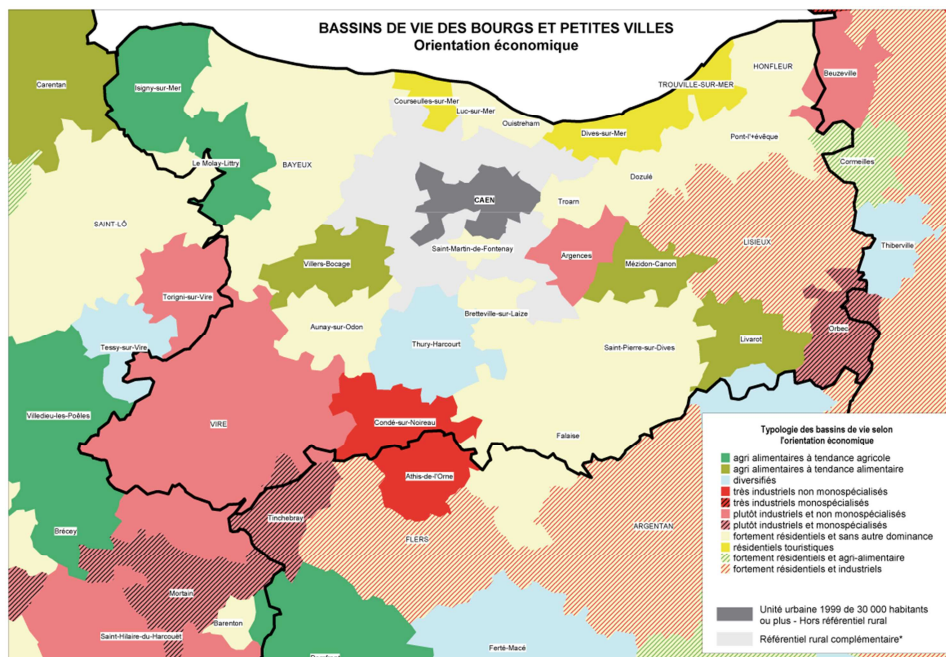 BASSINS DE VIE DES BOURGS ET PETITES VILLES
Orientation économique
HONFLEUR
Beuzeville
Carentan
Isigny-sur-Mer
TROUVILLE-SUR-MER
Courseulles-sur-Mer
Luc-sur-Mer
Ouistreham
Dives-sur-Mer
Pont-l'+évêque
Le Molay-Littry
BAYEUX
Cormeilles
Dozulé
CAEN
Troarn
SAINT-LÔ
LISIEUX
Thiberville
Saint-Martin-de-Fontenay
Argences
Villers-Bocage
Mézidon-Canon
Torigni-sur-Vire
Bretteville-sur-Laize
Aunay-sur-Odon
Orbec
Livarot
Thury-Harcourt
Saint-Pierre-sur-Dives
Tessy-sur-Vire
Villedieu-les-Poêles
VIRE
Condé-sur-Noireau
Falaise
Athis-de-l'Orne
Tinchebray
ARGENTAN
Brécey
FLERS
Mortain
Barenton
Saint-Hilaire-du-Harcouët
Ferté-Macé
Typologie des bassins de vie selon
l'orientation économique
agri alimentaires à tendance agricole
agri alimentaires à tendance alimentaire
diversifiés
très industriels non monospécialisés
très industriels monospécialisés
plutôt industriels et non monospécialisés
plutôt industriels et monospécialisés
fortement résidentiels et sans autre dominance
résidentiels touristiques
fortement résidentiels et agri-alimentaire
fortement résidentiels et industriels
Unité urbaine 1999 de 30 000 habitants
ou plus - Hors référentiel rural
Référentiel rural complémentaire*